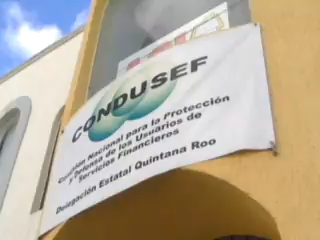 CONDUSEF
Comisión Nacional para la Protección
y Defensa de los Usuarios de
Servicios Financieros
Delegación Estatal Quintana Roo